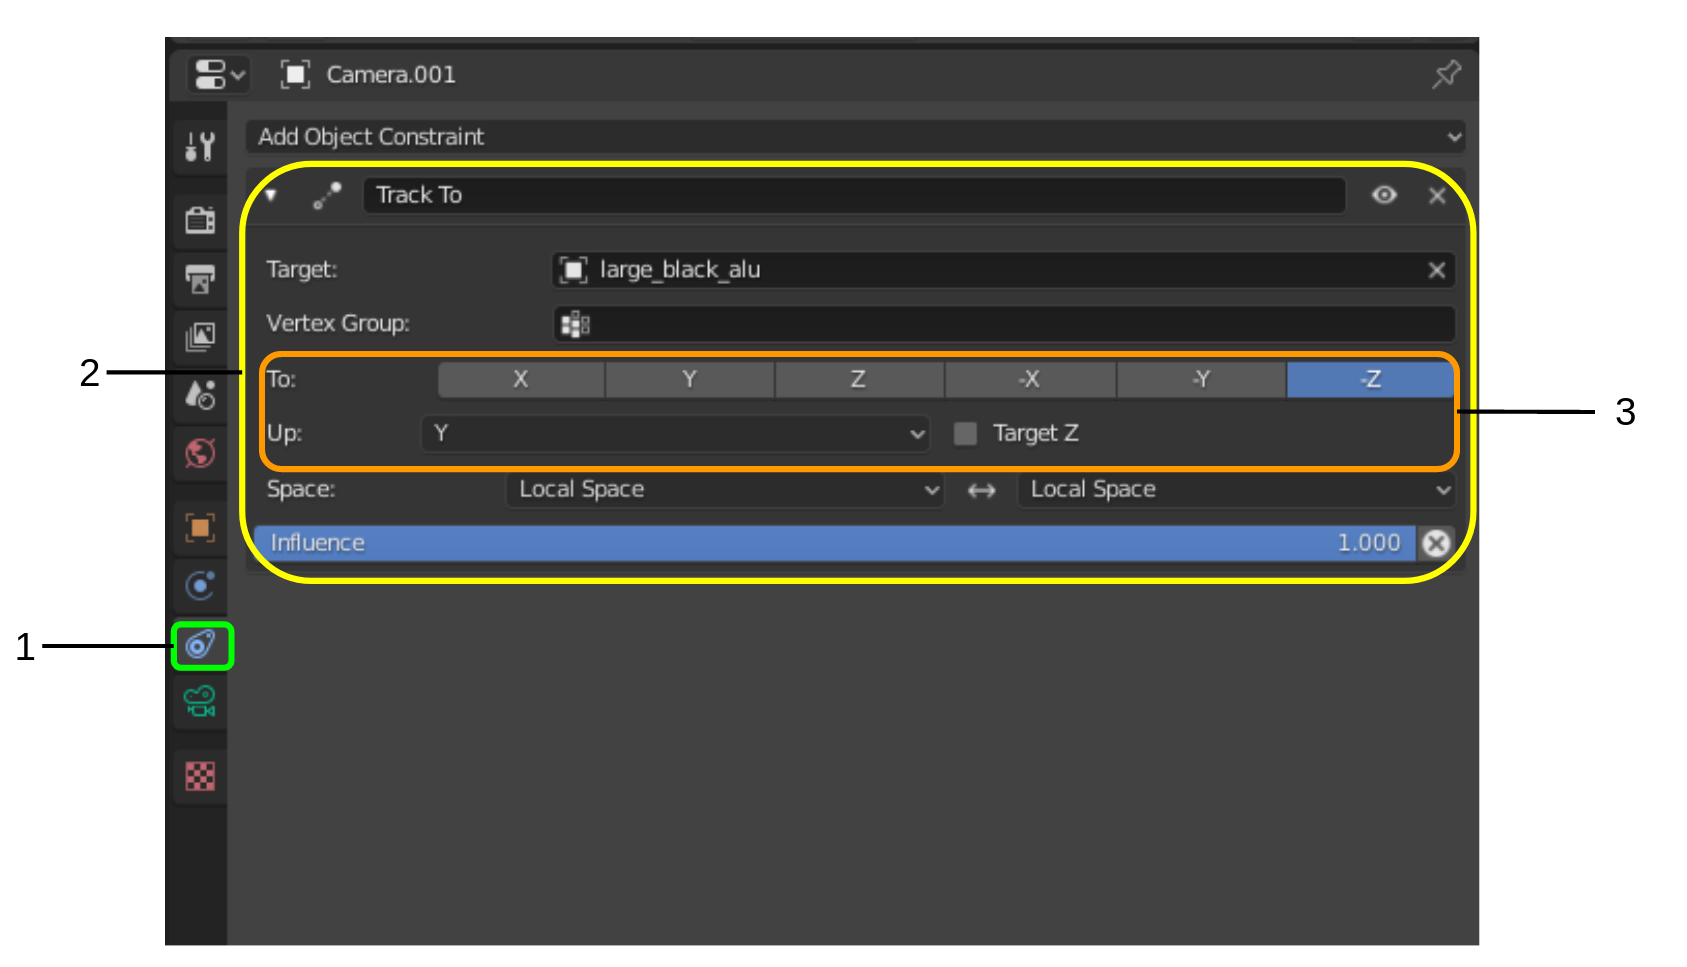 Camera.001
Add Object Constraint
Track To
Target: large_black_alu
Vertex Group:
2
To: X Y Z -X -Y -Z
3
Up: Y Target Z
Space: Local Space Local Space
Influence 1.000
1